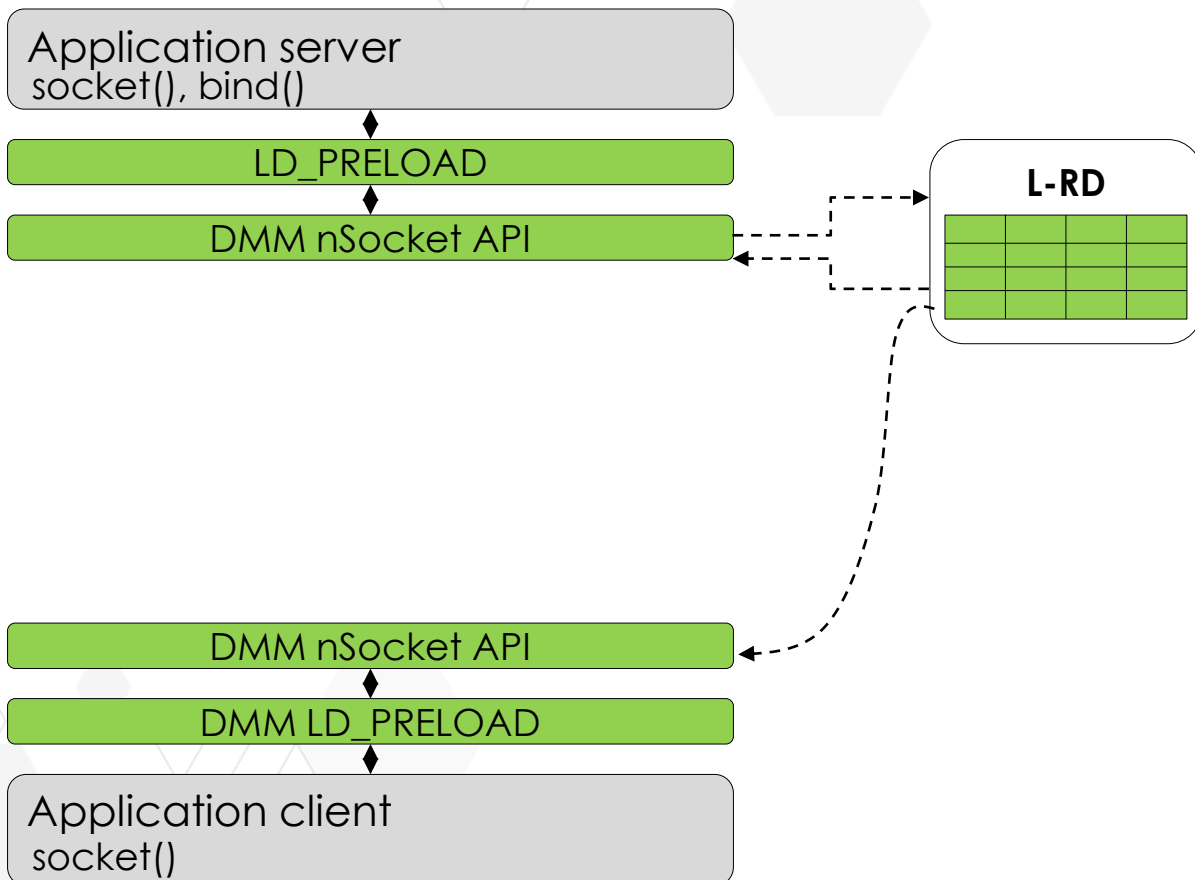 Application server
socket(), bind()
LD_PRELOAD
DMM nSocket API
L-RD
DMM nSocket API
DMM LD_PRELOAD
Application client
socket()